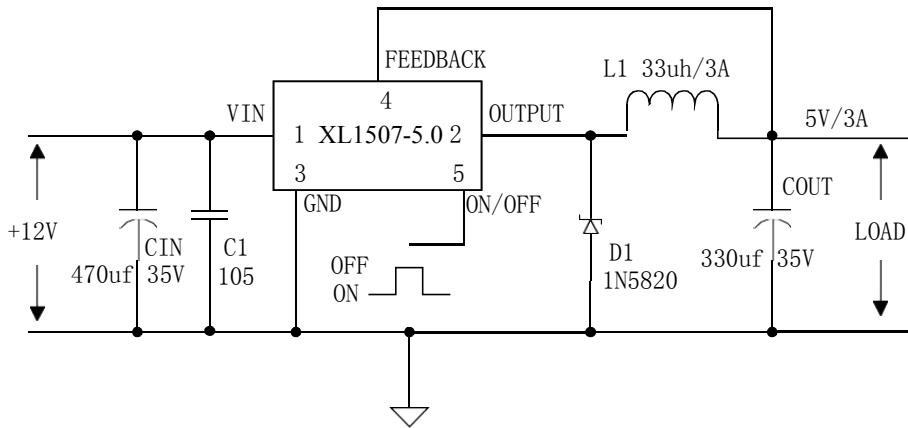 FEEDBACK
L1 33uh/3A
4
VIN
OUTPUT
5V/3A
1 XL1507-5.0 2
3
5
GND
ON/OFF
COUT
+12V
CIN
C1
OFF
D1
LOAD
470uf 35V
105
ON
1N5820
330uf 35V